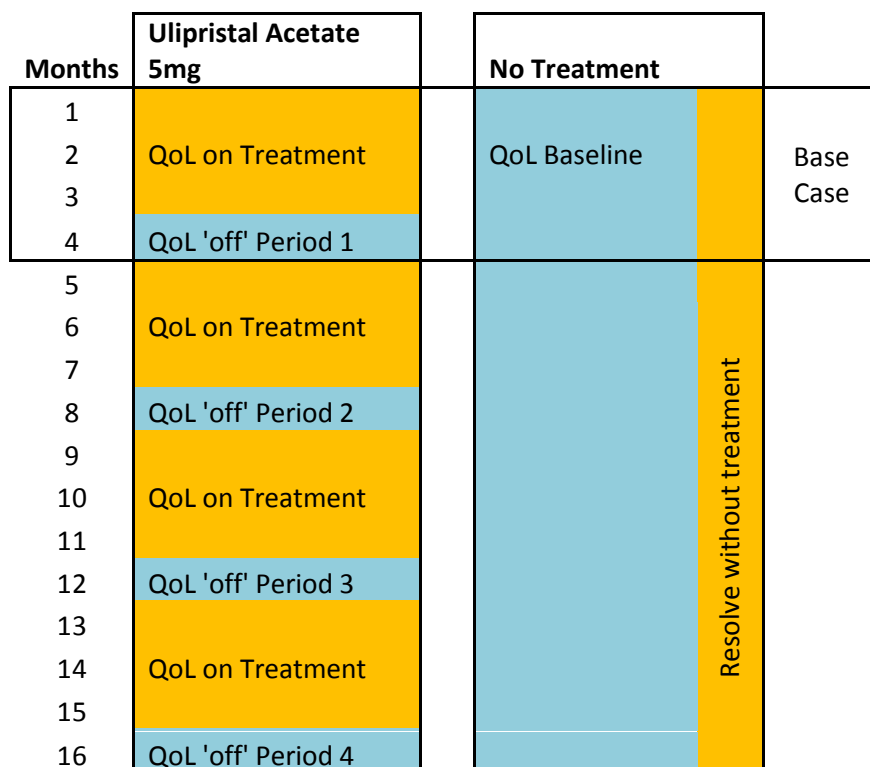 Months
Ulipristal Acetate
5mg
No Treatment
1
2 QoL on Treatment QoL Baseline Base
3 Case
4 QoL 'off' Period 1
5
6 QoL on Treatment
7
8 QoL 'off' Period 2
9
10 QoL on Treatment
11
12 QoL 'off' Period 3
13
14 QoL on Treatment
15
16 QoL 'off' Period 4
Resolve without treatment